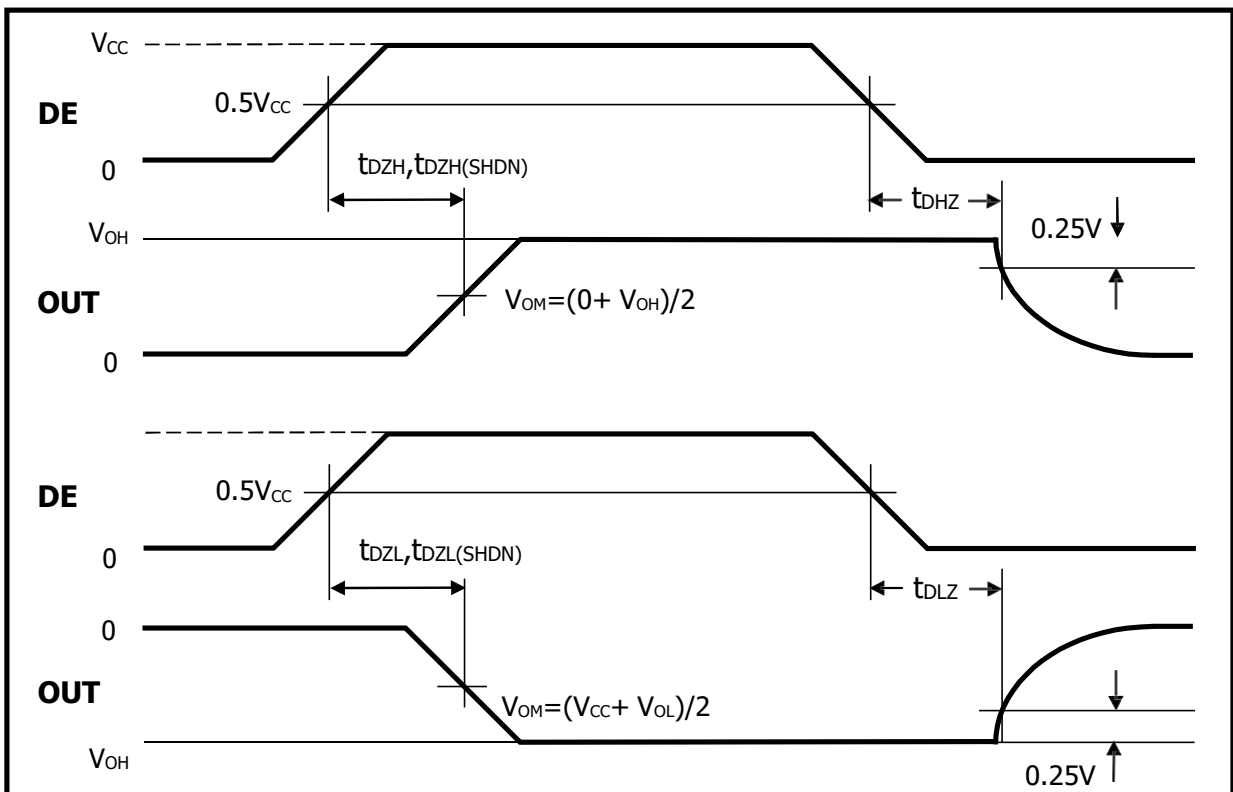 VCC
0.5VCC
DE
0
tDZH,tDZH(SHDN)
tDHZ
VOH
0.25V
OUT
VOM=(0+ VOH)/2
0
0.5VCC
DE
0
tDZL,tDZL(SHDN)
tDLZ
0
OUT
VOM=(VCC+ VOL)/2
VOH
0.25V